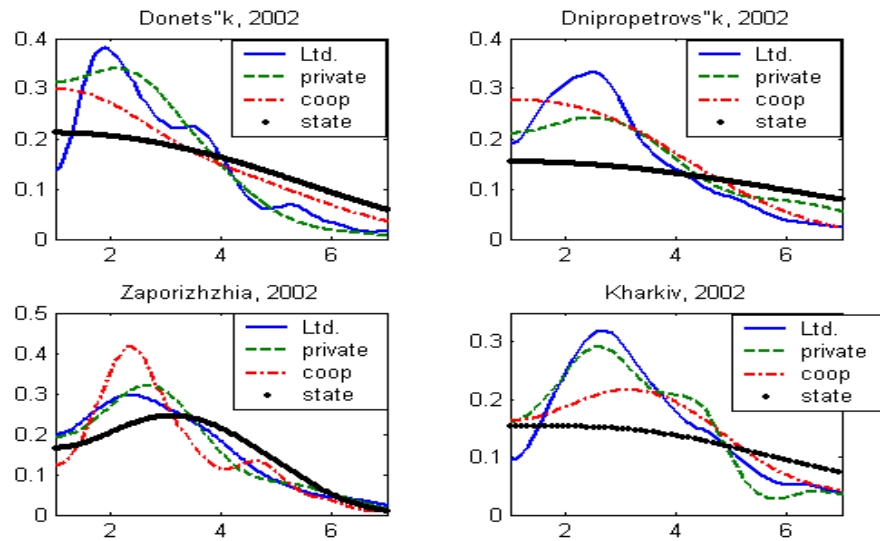 Donets"k, 2002
0.4
0.3
0.2
0.1
0
2
4
6
Ltd.
private
coop
state
Dnipropetrovs"k, 2002
0.4
0.3
0.2
0.1
0
2
4
6
Ltd.
private
coop
state
Zaporizhzhia, 2002
0.5
0.4
0.3
0.2
0.1
0
2
4
6
Ltd.
private
coop
state
Kharkiv, 2002
0.3
0.2
0.1
0
2
4
6
Ltd.
private
coop
state